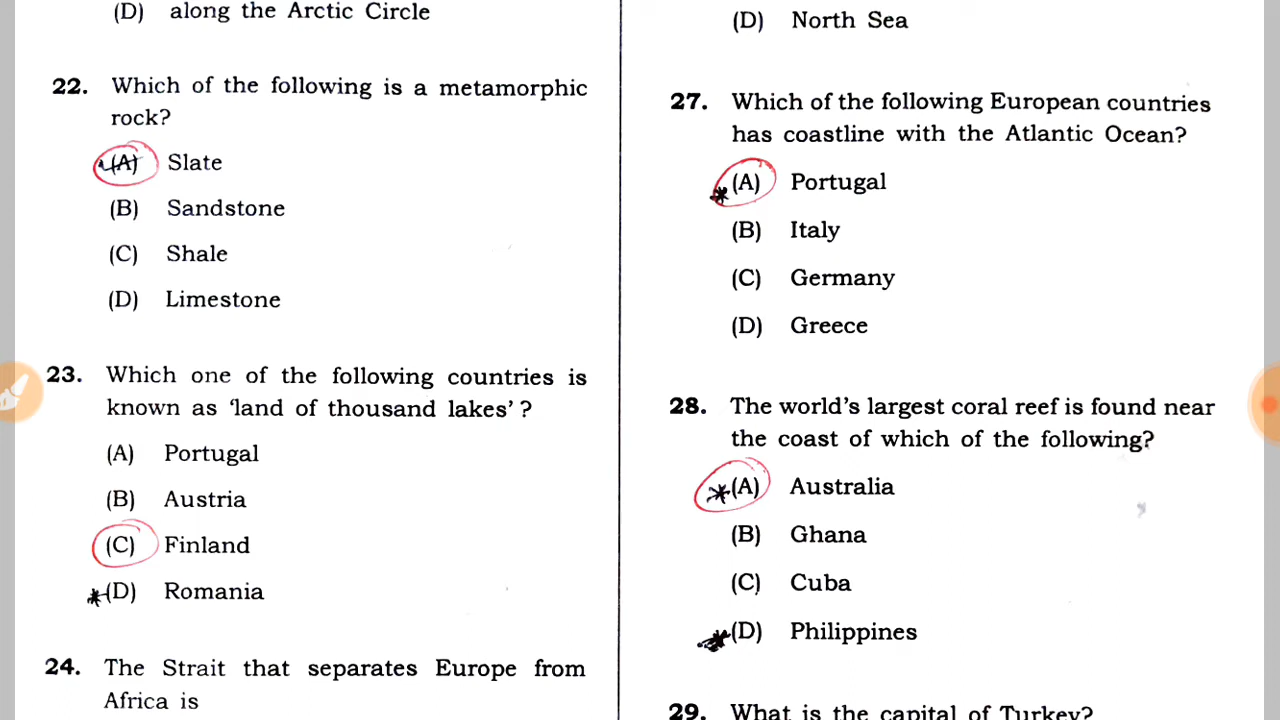 (D) along the Arctic Circle
22. Which of the following is a metamorphic
rock?
(A) Slate
(B) Sandstone
(C) Shale
(D) Limestone
23. Which one of the following countries is
known as ‘land of thousand lakes’ ?
(A) Portugal
(B) Austria
(C) Finland
(D) Romania
24. The Strait that separates Europe from
Africa is
(D) North Sea
27. Which of the following European countries
has coastline with the Atlantic Ocean?
(A) Portugal
(B) Italy
(C) Germany
(D) Greece
28. The world’s largest coral reef is found near
the coast of which of the following?
(A) Australia
(B) Ghana
(C) Cuba
(D) Philippines
29. What is the capital of Turkey?